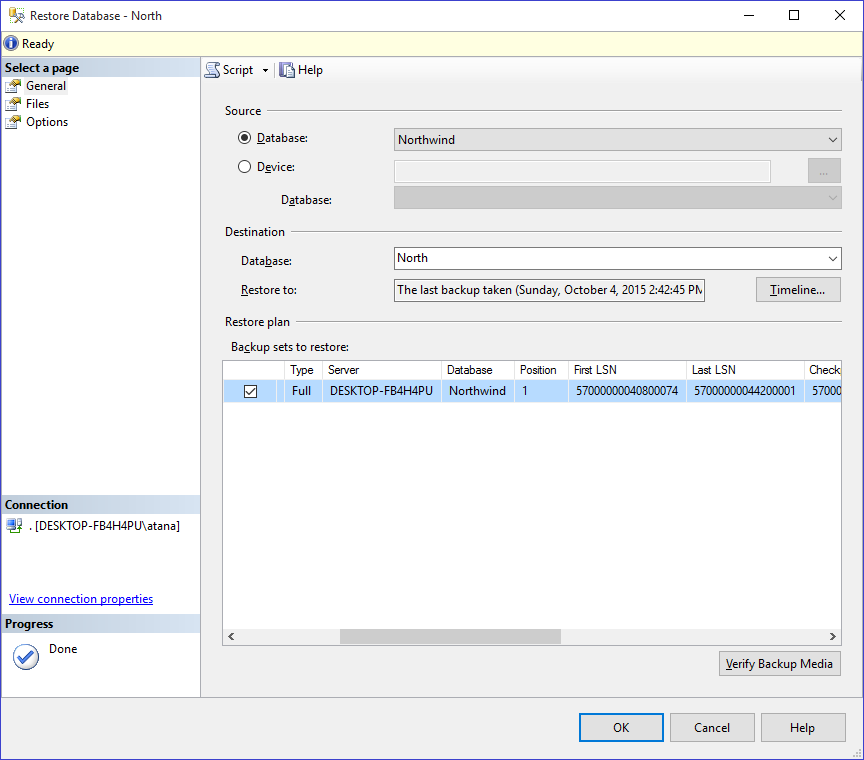 Restore Database - North
Ready
Select a page
General
Files
Options
Script Help
Source
Database: Northwind
Device: ...
Database:
Destination
Database: North
Restore to: The last backup taken (Sunday, October 4, 2015 2:42:45 PM Timeline...
Restore plan
Backup sets to restore:
Type Server Database Position First LSN Last LSN Check
Full DESKTOP-FB4H4PU Northwind 1 57000000040800074 57000000044200001 57000
Connection
. [DESKTOP-FB4H4PU\atana]
View connection properties
Progress
Done
Verify Backup Media
OK Cancel Help